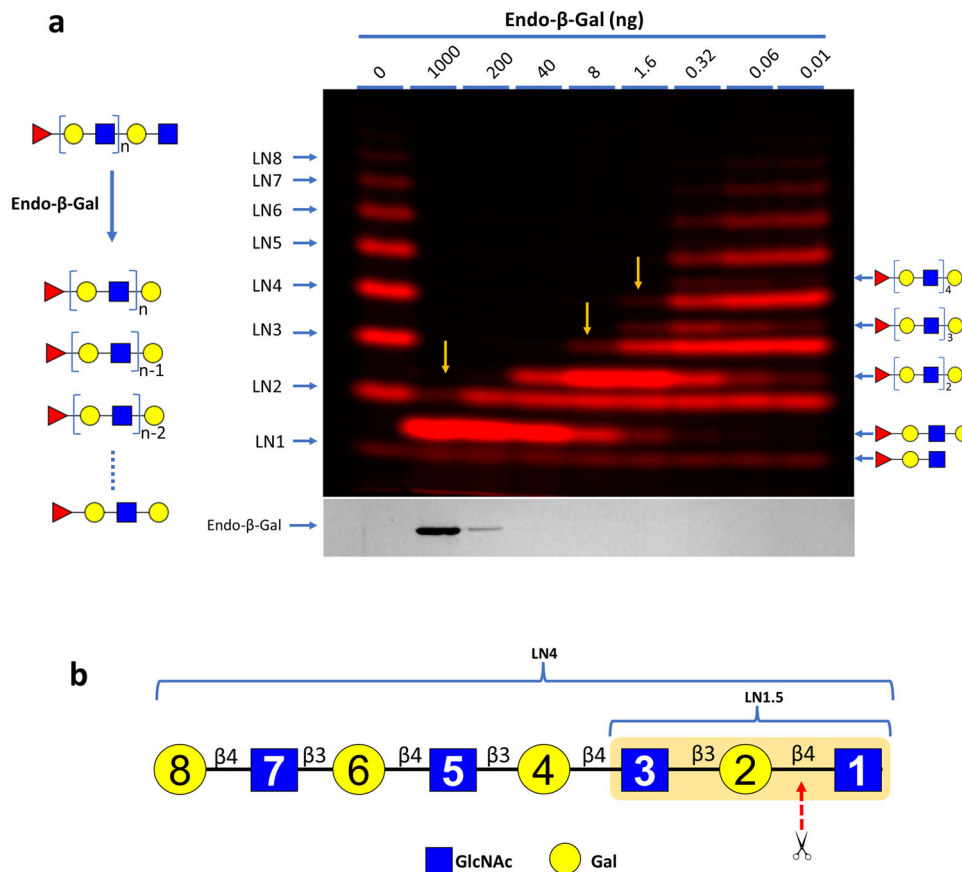 a
Endo-β-Gal (ng)
0 1000 200 40 8 1.6 0.32 0.06 0.01
n
Endo-β-Gal
n
n-1
n-2
LN8
LN7
LN6
LN5
LN4
LN3
LN2
LN1
4
3
2
Endo-β-Gal
b
LN4
LN1.5
β4 β3 β4 β3 β4 β3 β4
8 7 6 5 4 3 2 1
GlcNAc Gal